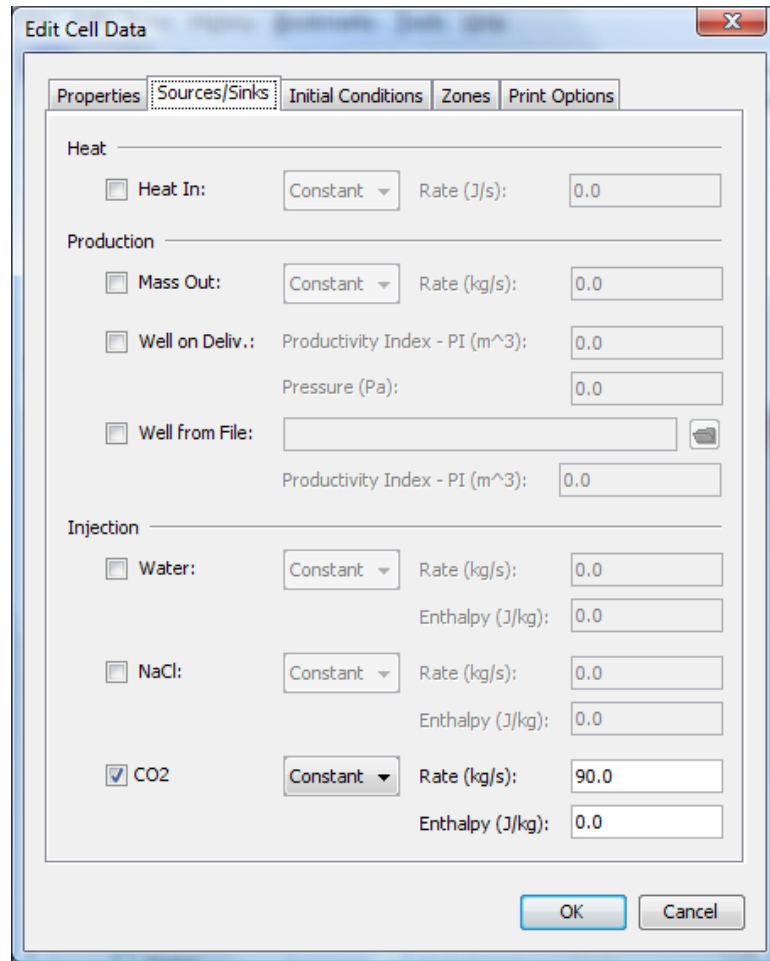 Edit Cell Data
Properties Sources/Sinks Initial Conditions Zones Print Options
Heat
Heat In: Constant Rate (J/s): 0.0
Production
Mass Out: Constant Rate (kg/s): 0.0
Well on Deliv.: Productivity Index - PI (m^3): 0.0
Pressure (Pa): 0.0
Well from File:
Productivity Index - PI (m^3): 0.0
Injection
Water: Constant Rate (kg/s): 0.0
Enthalpy (J/kg): 0.0
NaCl: Constant Rate (kg/s): 0.0
Enthalpy (J/kg): 0.0
CO2 Constant Rate (kg/s): 90.0
Enthalpy (J/kg): 0.0
OK Cancel